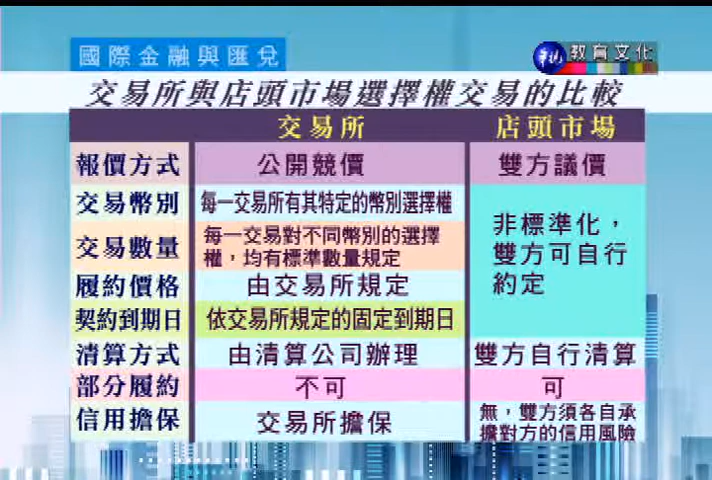 國際金融與匯兌
華視 教育文化
交易所與店頭市場選擇權交易的比較
交易所 店頭市場
報價方式 公開競價 雙方議價
交易幣別 每一交易所有其特定的幣別選擇權
交易數量 每一交易對不同幣別的選擇
權，均有標準數量規定
非標準化，
雙方可自行
約定
履約價格 由交易所規定
契約到期日 依交易所規定的固定到期日
清算方式 由清算公司辦理 雙方自行清算
部分履約 不可 可
信用擔保 交易所擔保 無，雙方須各自承
擔對方的信用風險